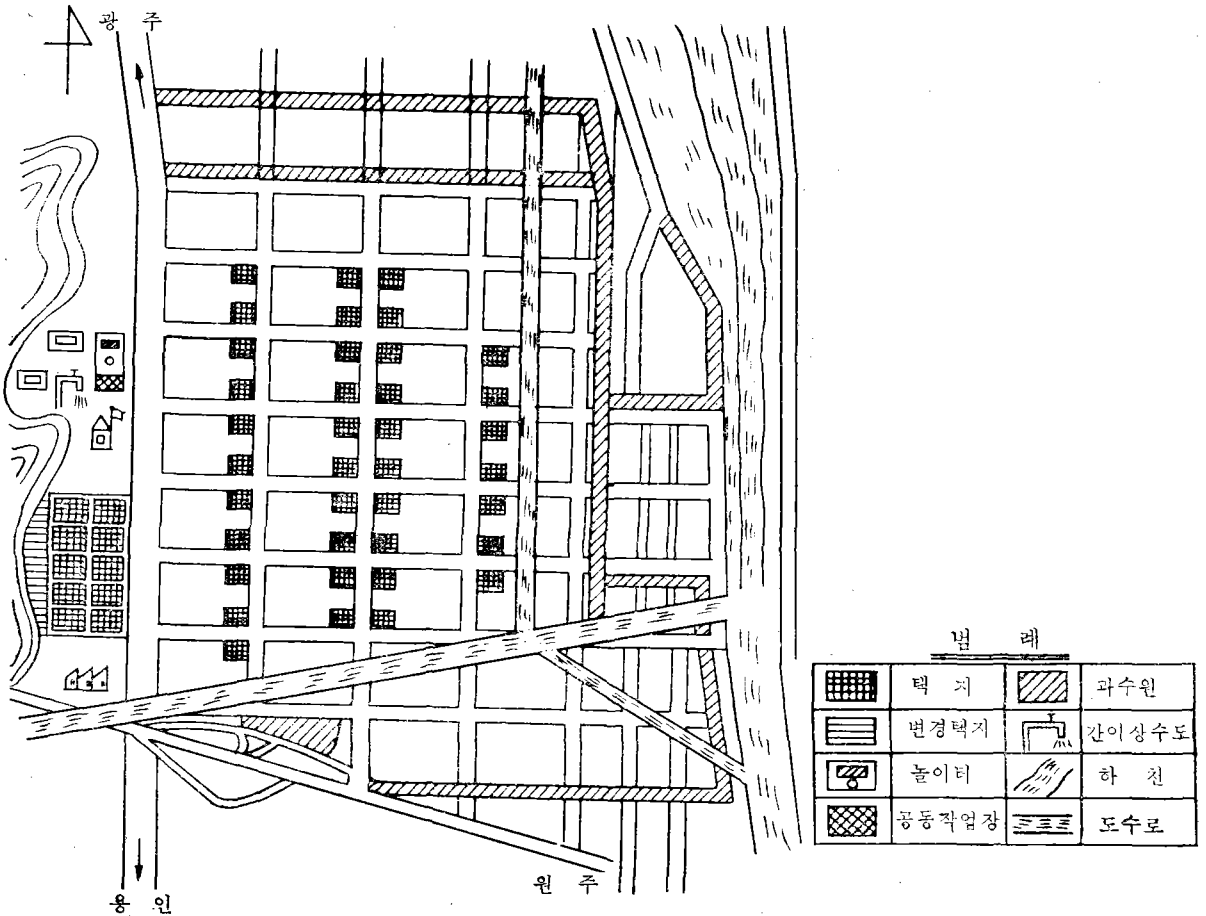 광 주
범 례
택 지
과수원
변경택지
간이상수도
놀이터
하 천
공동작업장
도수로
원 주
용 인